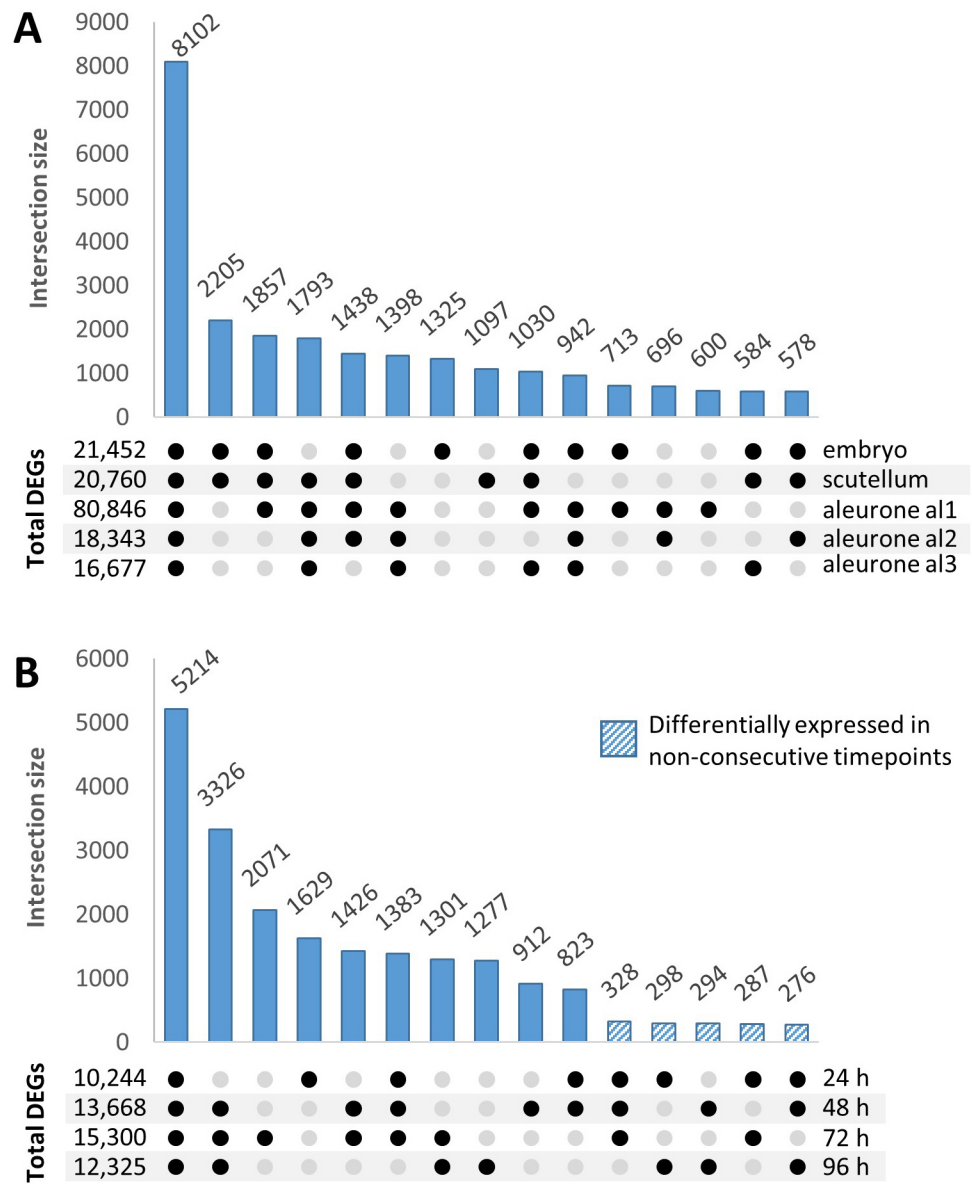 A
Intersection size
9000
8000
7000
6000
5000
4000
3000
2000
1000
0
8102
2205
1857
1793
1438
1398
1325
1097
1030
942
713
696
600
584
578
Total DEGs
21,452 embryo
20,760 scutellum
80,846 aleurone al1
18,343 aleurone al2
16,677 aleurone al3
B
Intersection size
6000
5000
4000
3000
2000
1000
0
5214
3326
2071
1629
1426
1383
1301
1277
912
823
328
298
294
287
276
Differentially expressed in
non-consecutive timepoints
Total DEGs
10,244 24 h
13,668 48 h
15,300 72 h
12,325 96 h